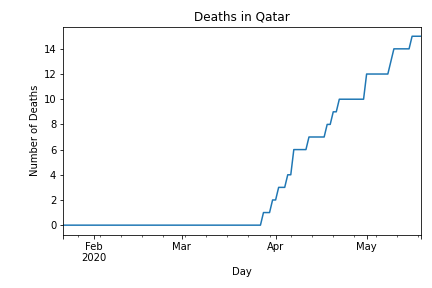 Deaths in Qatar
14
12
10
8
6
4
2
0
Number of Deaths
Feb
2020
Mar
Apr
May
Day